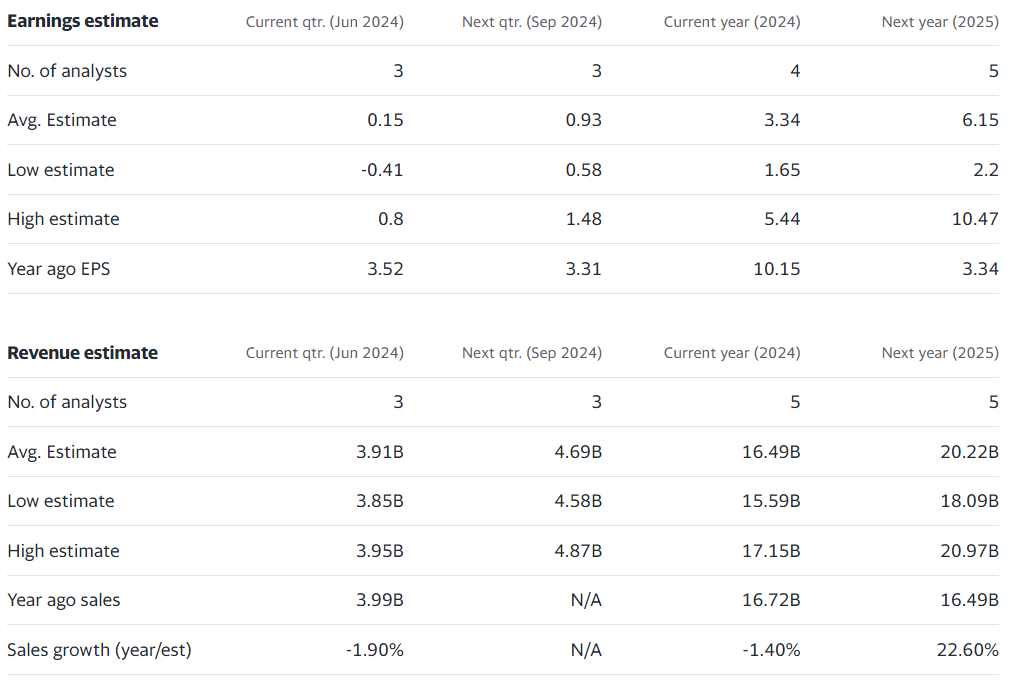 Earnings estimate Current qtr. (Jun 2024) Next qtr. (Sep 2024) Current year (2024) Next year (2025)
No. of analysts 3 3 4 5
Avg. Estimate 0.15 0.93 3.34 6.15
Low estimate -0.41 0.58 1.65 2.2
High estimate 0.8 1.48 5.44 10.47
Year ago EPS 3.52 3.31 10.15 3.34
Revenue estimate Current qtr. (Jun 2024) Next qtr. (Sep 2024) Current year (2024) Next year (2025)
No. of analysts 3 3 5 5
Avg. Estimate 3.91B 4.69B 16.49B 20.22B
Low estimate 3.85B 4.58B 15.59B 18.09B
High estimate 3.95B 4.87B 17.15B 20.97B
Year ago sales 3.99B N/A 16.72B 16.49B
Sales growth (year/est) -1.90% N/A -1.40% 22.60%